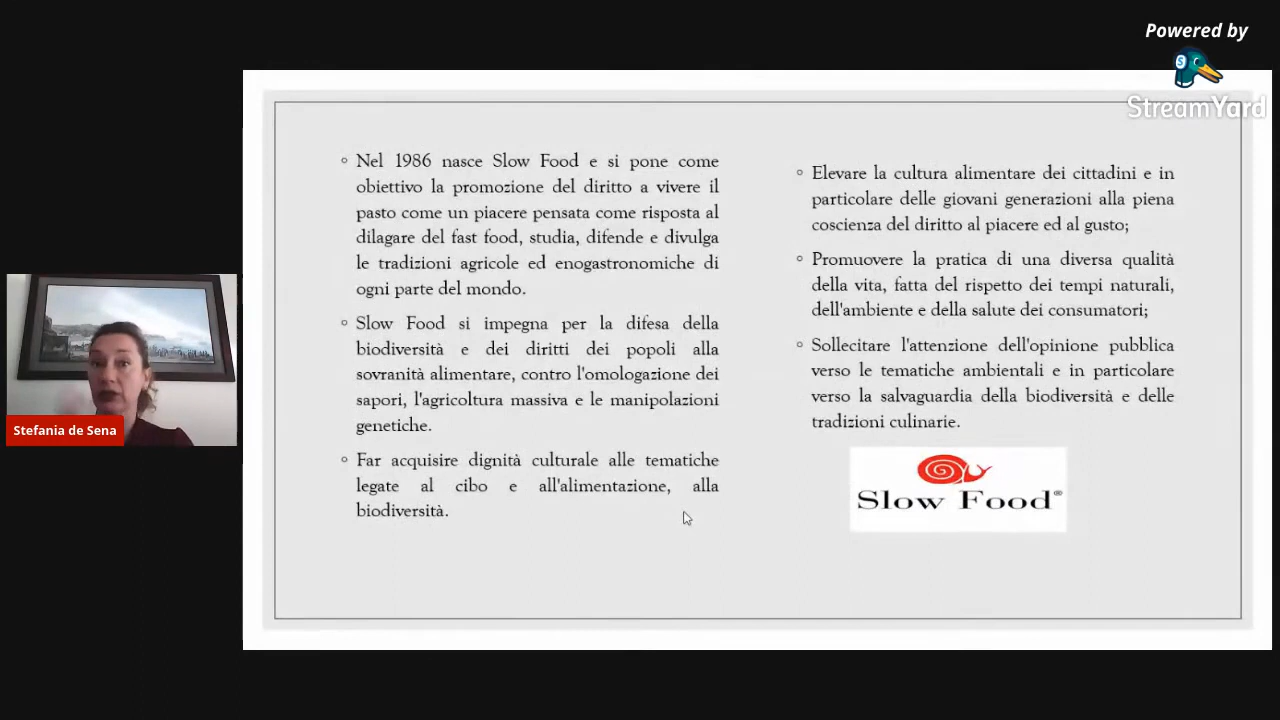 Powered by
StreamYard
Nel 1986 nasce Slow Food e si pone come
obiettivo la promozione del diritto a vivere il
pasto come un piacere pensata come risposta al
dilagare del fast food, studia, difende e divulga
le tradizioni agricole ed enogastronomiche di
ogni parte del mondo.
Slow Food si impegna per la difesa della
biodiversità e dei diritti dei popoli alla
sovranità alimentare, contro l'omologazione dei
sapori, l'agricoltura massiva e le manipolazioni
genetiche.
Far acquisire dignità culturale alle tematiche
legate al cibo e all'alimentazione, alla
biodiversità.
Elevare la cultura alimentare dei cittadini e in
particolare delle giovani generazioni alla piena
coscienza del diritto al piacere ed al gusto;
Promuovere la pratica di una diversa qualità
della vita, fatta del rispetto dei tempi naturali,
dell'ambiente e della salute dei consumatori;
Sollecitare l'attenzione dell'opinione pubblica
verso le tematiche ambientali e in particolare
verso la salvaguardia della biodiversità e delle
tradizioni culinarie.
Slow Food®
Stefania de Sena